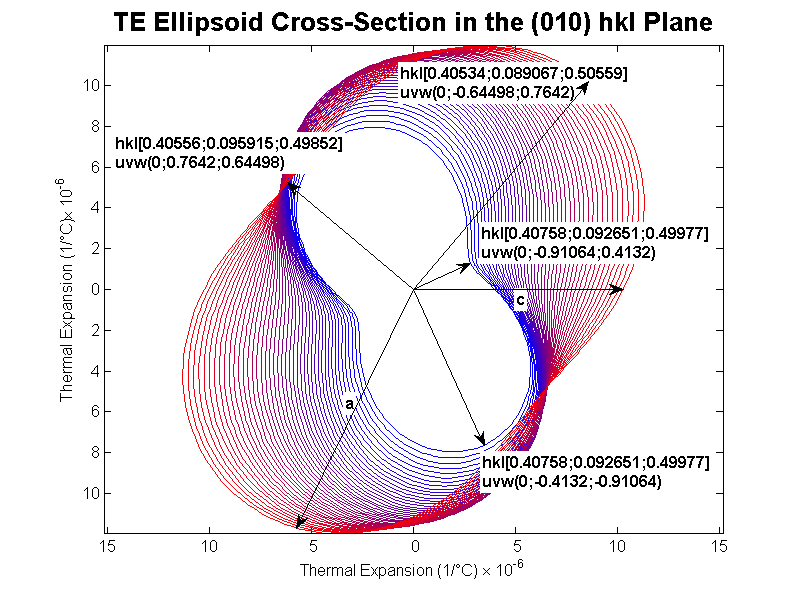 TE Ellipsoid Cross-Section in the (010) hkl Plane
hkl[0.40534;0.089067;0.50559]
uvw(0;-0.64498;0.7642)
hkl[0.40556;0.095915;0.49852]
uvw(0;0.7642;0.64498)
hkl[0.40758;0.092651;0.49977]
uvw(0;-0.91064;0.4132)
c
a
hkl[0.40758;0.092651;0.49977]
uvw(0;-0.4132;-0.91064)
10
8
6
4
2
0
2
4
6
8
10
Thermal Expansion (1/°C)× 10⁻⁶
15
10
5
0
5
10
15
Thermal Expansion (1/°C) × 10⁻⁶